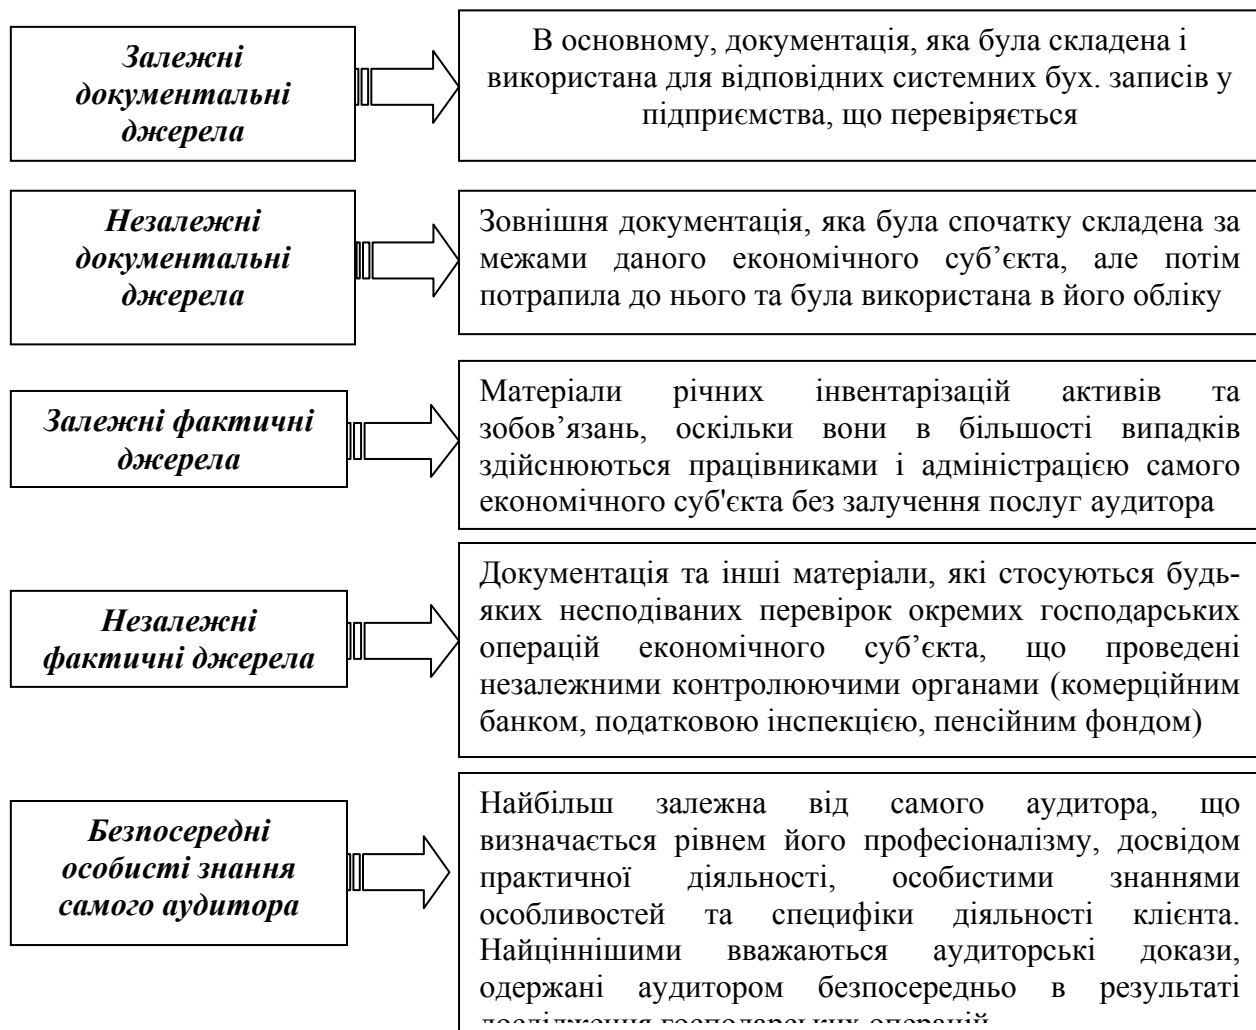 Залежні
документальні
джерела
В основному, документація, яка була складена і
використана для відповідних системних бух. записів у
підприємства, що перевіряється
Незалежні
документальні
джерела
Зовнішня документація, яка була спочатку складена за
межами даного економічного суб’єкта, але потім
потрапила до нього та була використана в його обліку
Залежні фактичні
джерела
Матеріали річних інвентарізацій активів та
зобов’язань, оскільки вони в більшості випадків
здійснюються працівниками і адміністрацією самого
економічного суб'єкта без залучення послуг аудитора
Незалежні
фактичні джерела
Документація та інші матеріали, які стосуються будь-
яких несподіваних перевірок окремих господарських
операцій економічного суб’єкта, що проведені
незалежними контролюючими органами (комерційним
банком, податковою інспекцією, пенсійним фондом)
Безпосередні
особисті знання
самого аудитора
Найбільш залежна від самого аудитора, що
визначається рівнем його професіоналізму, досвідом
практичної діяльності, особистими знаннями
особливостей та специфіки діяльності клієнта.
Найціннішими вважаються аудиторські докази,
одержані аудитором безпосередньо в результаті
дослідження господарських операцій